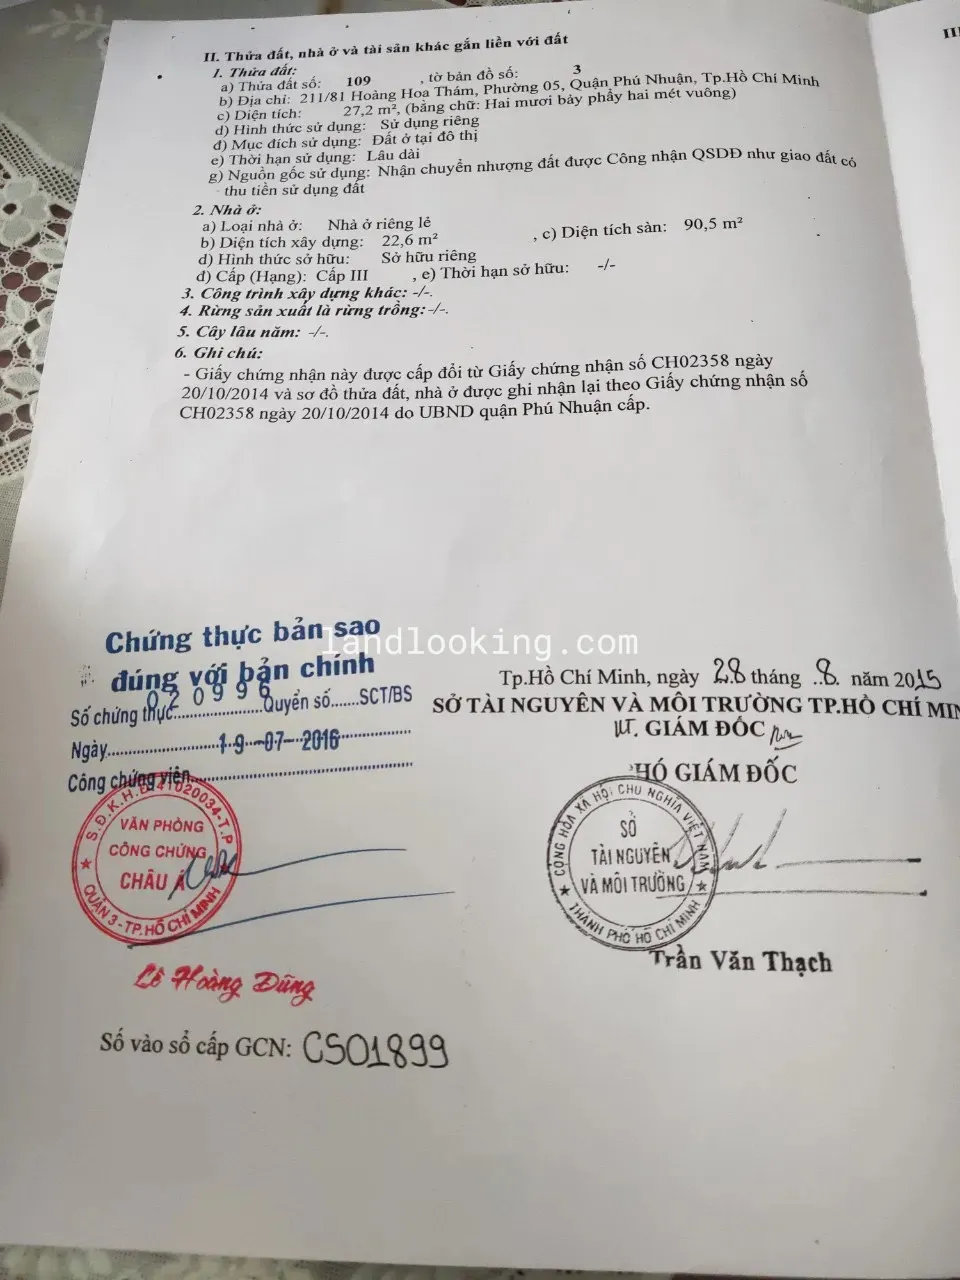 II. Thửa đất, nhà ở và tài sản khác gắn liền với đất
III
1. Thửa đất:
a) Thửa đất số: 109 , tờ bản đồ số: 3
b) Địa chỉ: 211/81 Hoàng Hoa Thám, Phường 05, Quận Phú Nhuận, Tp.Hồ Chí Minh
c) Diện tích: 27,2 m², (bằng chữ: Hai mươi bảy phẩy hai mét vuông)
d) Hình thức sử dụng: Sử dụng riêng
đ) Mục đích sử dụng: Đất ở tại đô thị
e) Thời hạn sử dụng: Lâu dài
g) Nguồn gốc sử dụng: Nhận chuyển nhượng đất được Công nhận QSDĐ như giao đất có
thu tiền sử dụng đất
2. Nhà ở:
a) Loại nhà ở: Nhà ở riêng lẻ
b) Diện tích xây dựng: 22,6 m² , c) Diện tích sàn: 90,5 m²
d) Hình thức sở hữu: Sở hữu riêng
đ) Cấp (Hạng): Cấp III , e) Thời hạn sở hữu: -/-
3. Công trình xây dựng khác: -/-.
4. Rừng sản xuất là rừng trồng:-/-.
5. Cây lâu năm: -/-.
6. Ghi chú:
- Giấy chứng nhận này được cấp đổi từ Giấy chứng nhận số CH02358 ngày
20/10/2014 và sơ đồ thửa đất, nhà ở được ghi nhận lại theo Giấy chứng nhận số
CH02358 ngày 20/10/2014 do UBND quận Phú Nhuận cấp.
landlooking.com
Chứng thực bản sao
đúng với bản chính
Số chứng thực 020996 Quyển số.......SCT/BS
Ngày 19-07-2016
Công chứng viên
S.Đ.K.H.Đ:41020034-T.P
VĂN PHÒNG
CÔNG CHỨNG
CHÂU Á
QUẬN 3-TP.HỒ CHÍ MINH
Lê Hoàng Dũng
Số vào sổ cấp GCN: CS01899
Tp.Hồ Chí Minh, ngày 28 tháng 8 năm 2015
SỞ TÀI NGUYÊN VÀ MÔI TRƯỜNG TP.HỒ CHÍ MIN
KT. GIÁM ĐỐC
PHÓ GIÁM ĐỐC
CỘNG HÒA XÃ HỘI CHỦ NGHĨA VIỆT NAM
SỞ
TÀI NGUYÊN
VÀ MÔI TRƯỜNG
THÀNH PHỐ HỒ CHÍ MINH
Trần Văn Thạch